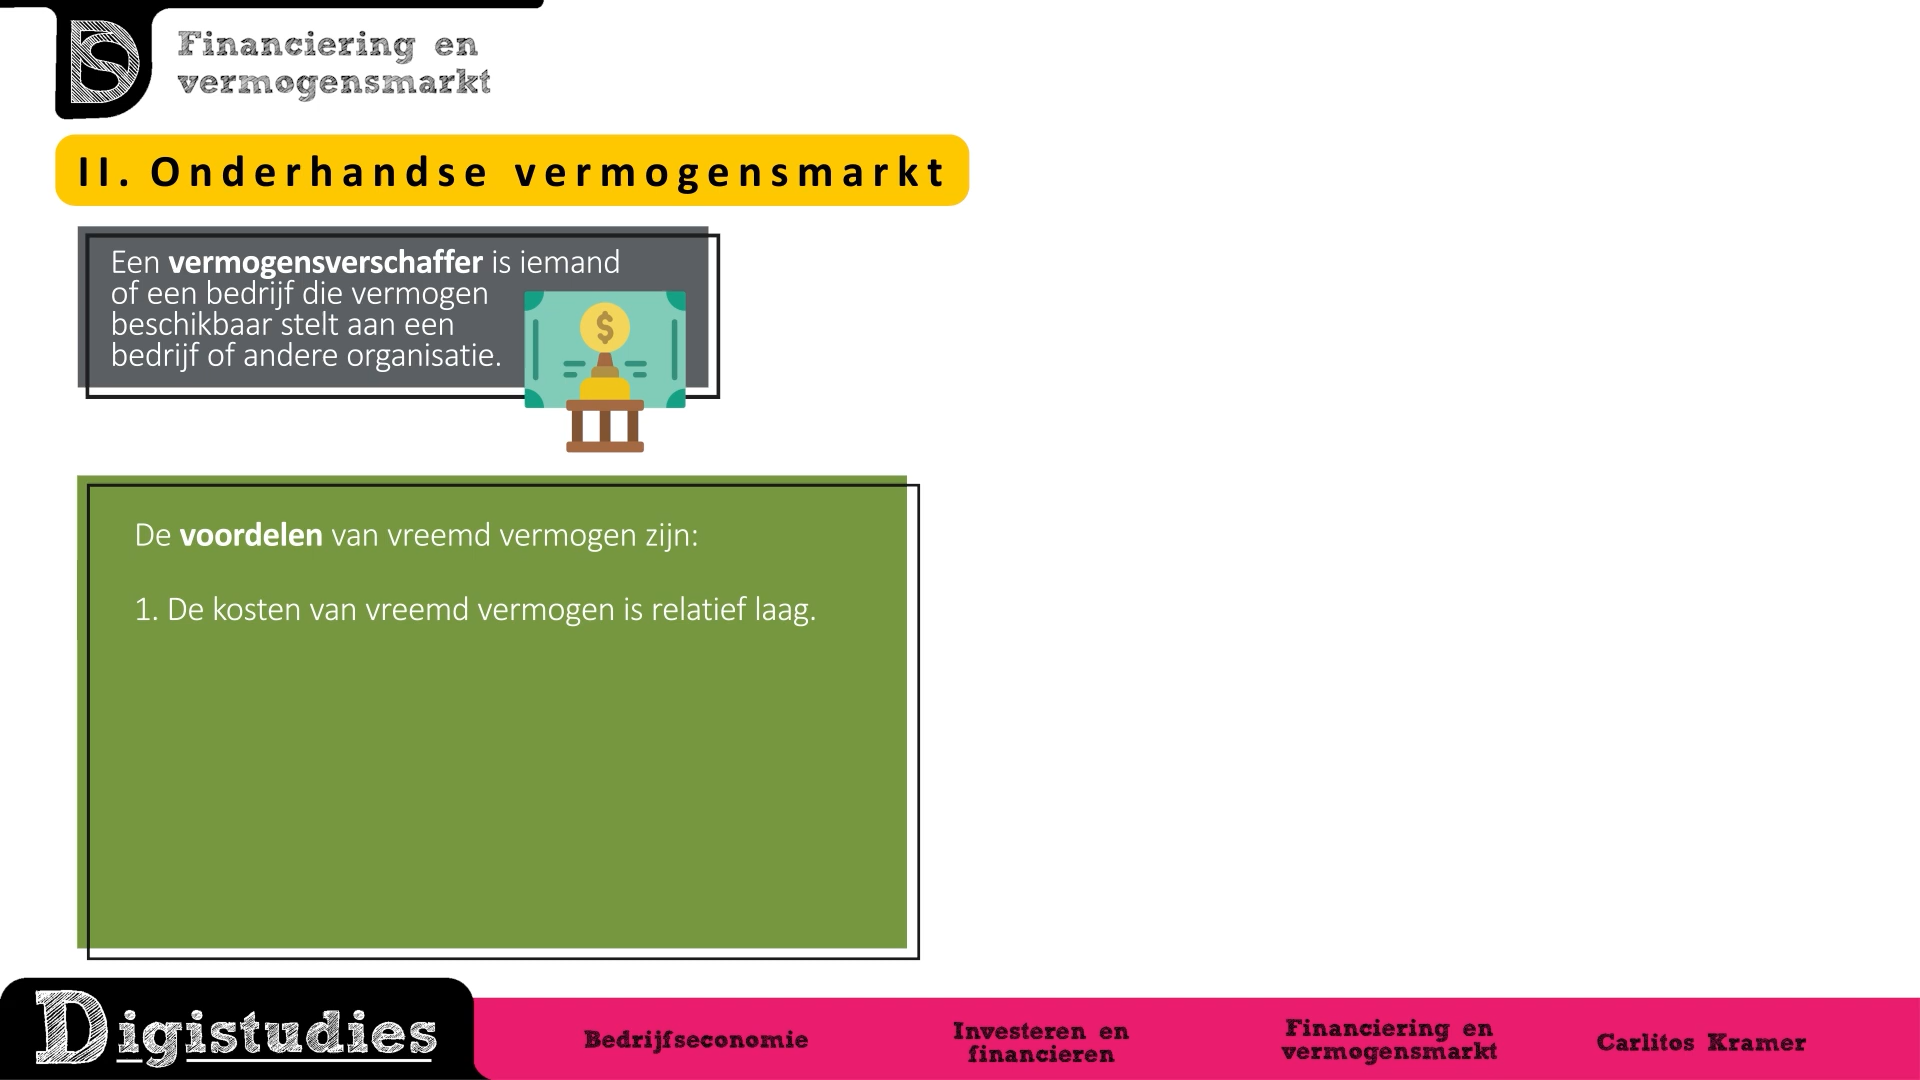 DS
Financiering en
vermogensmarkt
II. Onderhandse vermogensmarkt
Een vermogensverschaffer is iemand
of een bedrijf die vermogen
beschikbaar stelt aan een
bedrijf of andere organisatie.
$
De voordelen van vreemd vermogen zijn:
1. De kosten van vreemd vermogen is relatief laag.
Digistudies
Bedrijfseconomie
Investeren en
financieren
Financiering en
vermogensmarkt
Carlitos Kramer